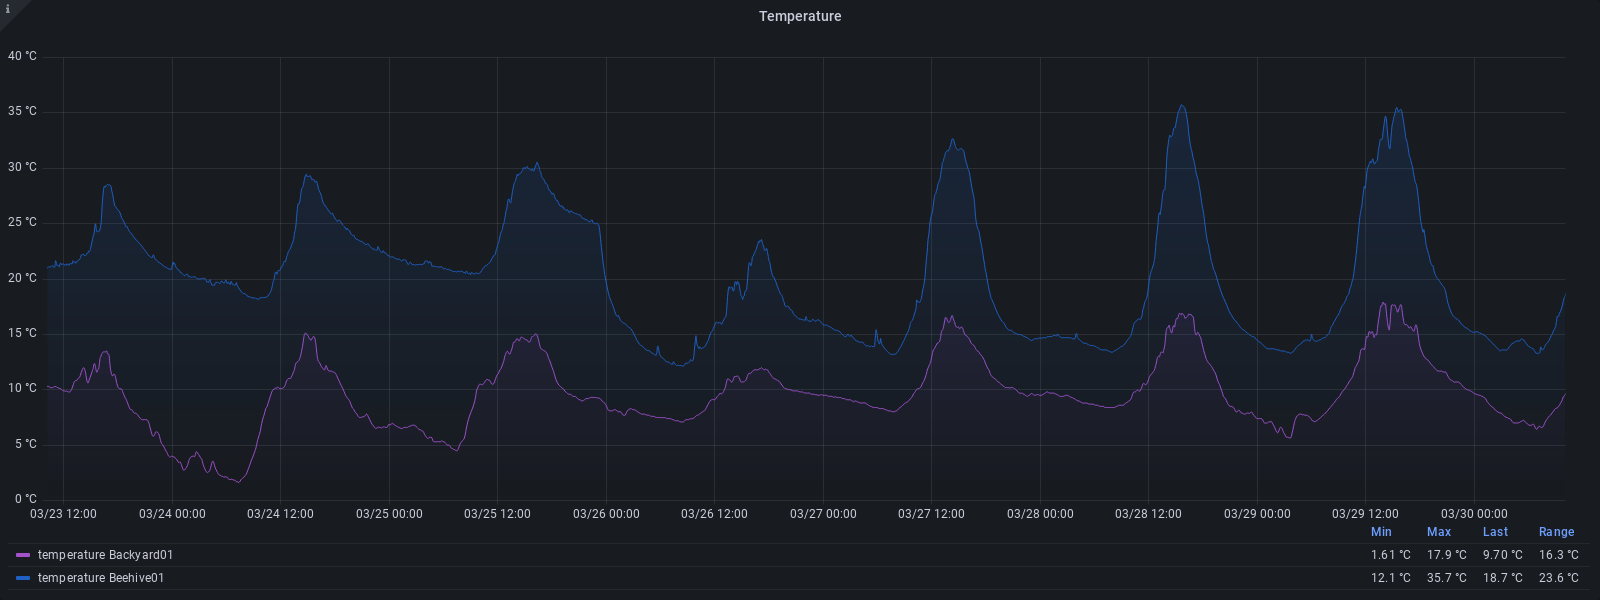 i
Temperature
40 °C
35 °C
30 °C
25 °C
20 °C
15 °C
10 °C
5 °C
0 °C
03/23 12:00 03/24 00:00 03/24 12:00 03/25 00:00 03/25 12:00 03/26 00:00 03/26 12:00 03/27 00:00 03/27 12:00 03/28 00:00 03/28 12:00 03/29 00:00 03/29 12:00 03/30 00:00
Min Max Last Range
temperature Backyard01 1.61 °C 17.9 °C 9.70 °C 16.3 °C
temperature Beehive01 12.1 °C 35.7 °C 18.7 °C 23.6 °C